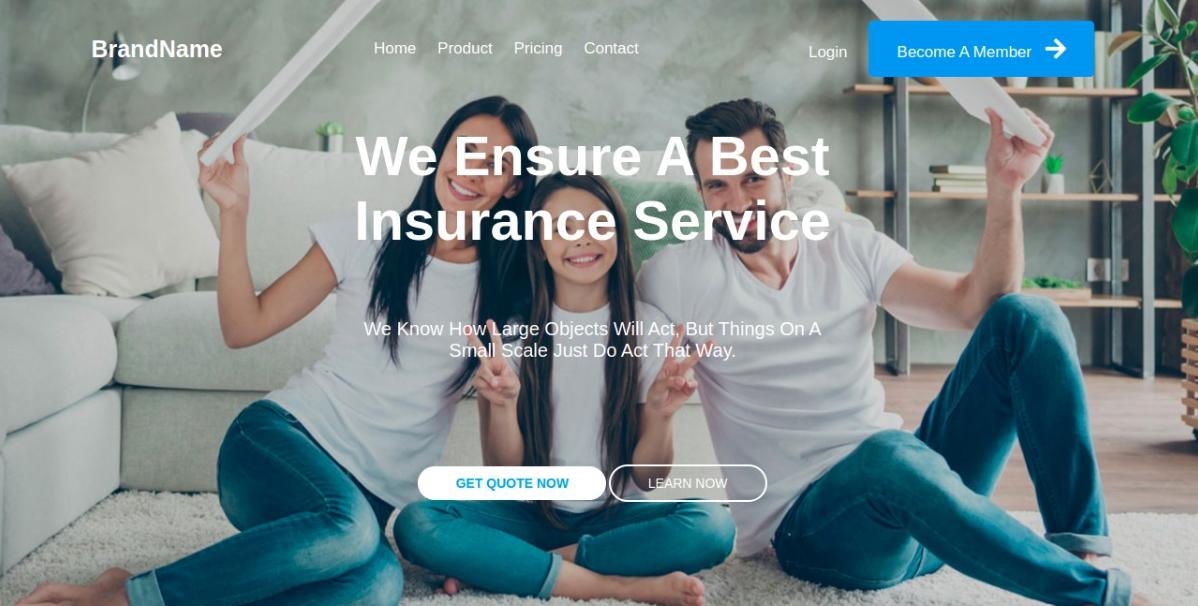 BrandName
Home Product Pricing Contact
Login
Become A Member
We Ensure A Best
Insurance Service
We Know How Large Objects Will Act, But Things On A
Small Scale Just Do Act That Way.
GET QUOTE NOW
LEARN NOW